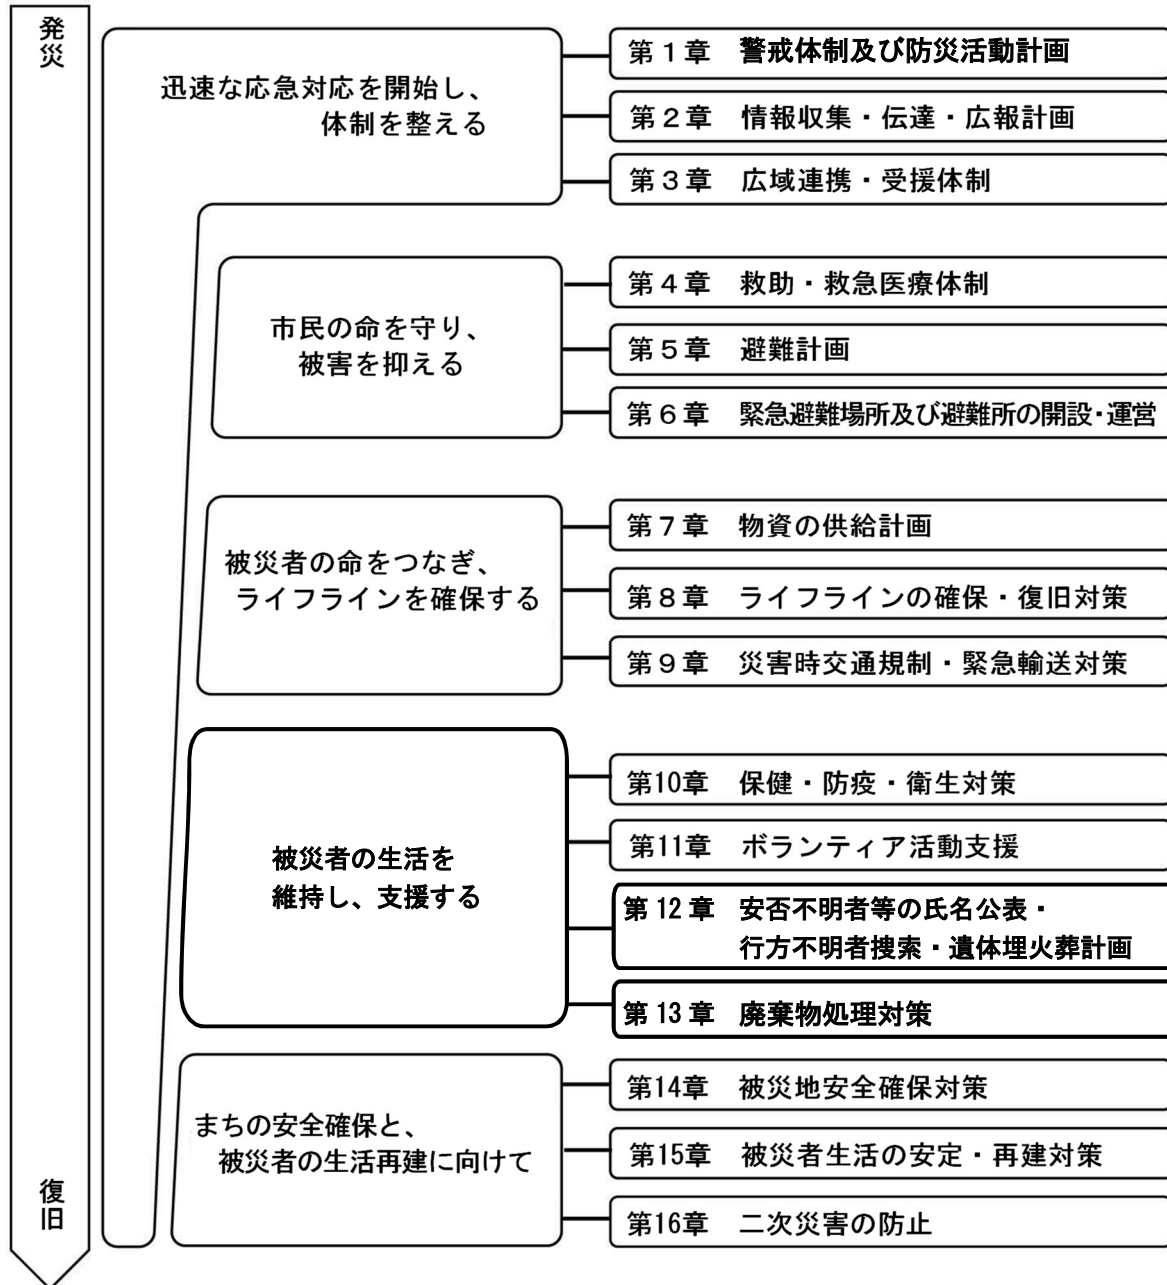 発災
迅速な応急対応を開始し、
体制を整える
第１章　警戒体制及び防災活動計画
第２章　情報収集・伝達・広報計画
第３章　広域連携・受援体制
市民の命を守り、
被害を抑える
第４章　救助・救急医療体制
第５章　避難計画
第６章　緊急避難場所及び避難所の開設・運営
被災者の命をつなぎ、
ライフラインを確保する
第７章　物資の供給計画
第８章　ライフラインの確保・復旧対策
第９章　災害時交通規制・緊急輸送対策
被災者の生活を
維持し、支援する
第10章　保健・防疫・衛生対策
第11章　ボランティア活動支援
第 12 章　安否不明者等の氏名公表・
行方不明者捜索・遺体埋火葬計画
第 13 章　廃棄物処理対策
まちの安全確保と、
被災者の生活再建に向けて
第14章　被災地安全確保対策
第15章　被災者生活の安定・再建対策
第16章　二次災害の防止
復旧